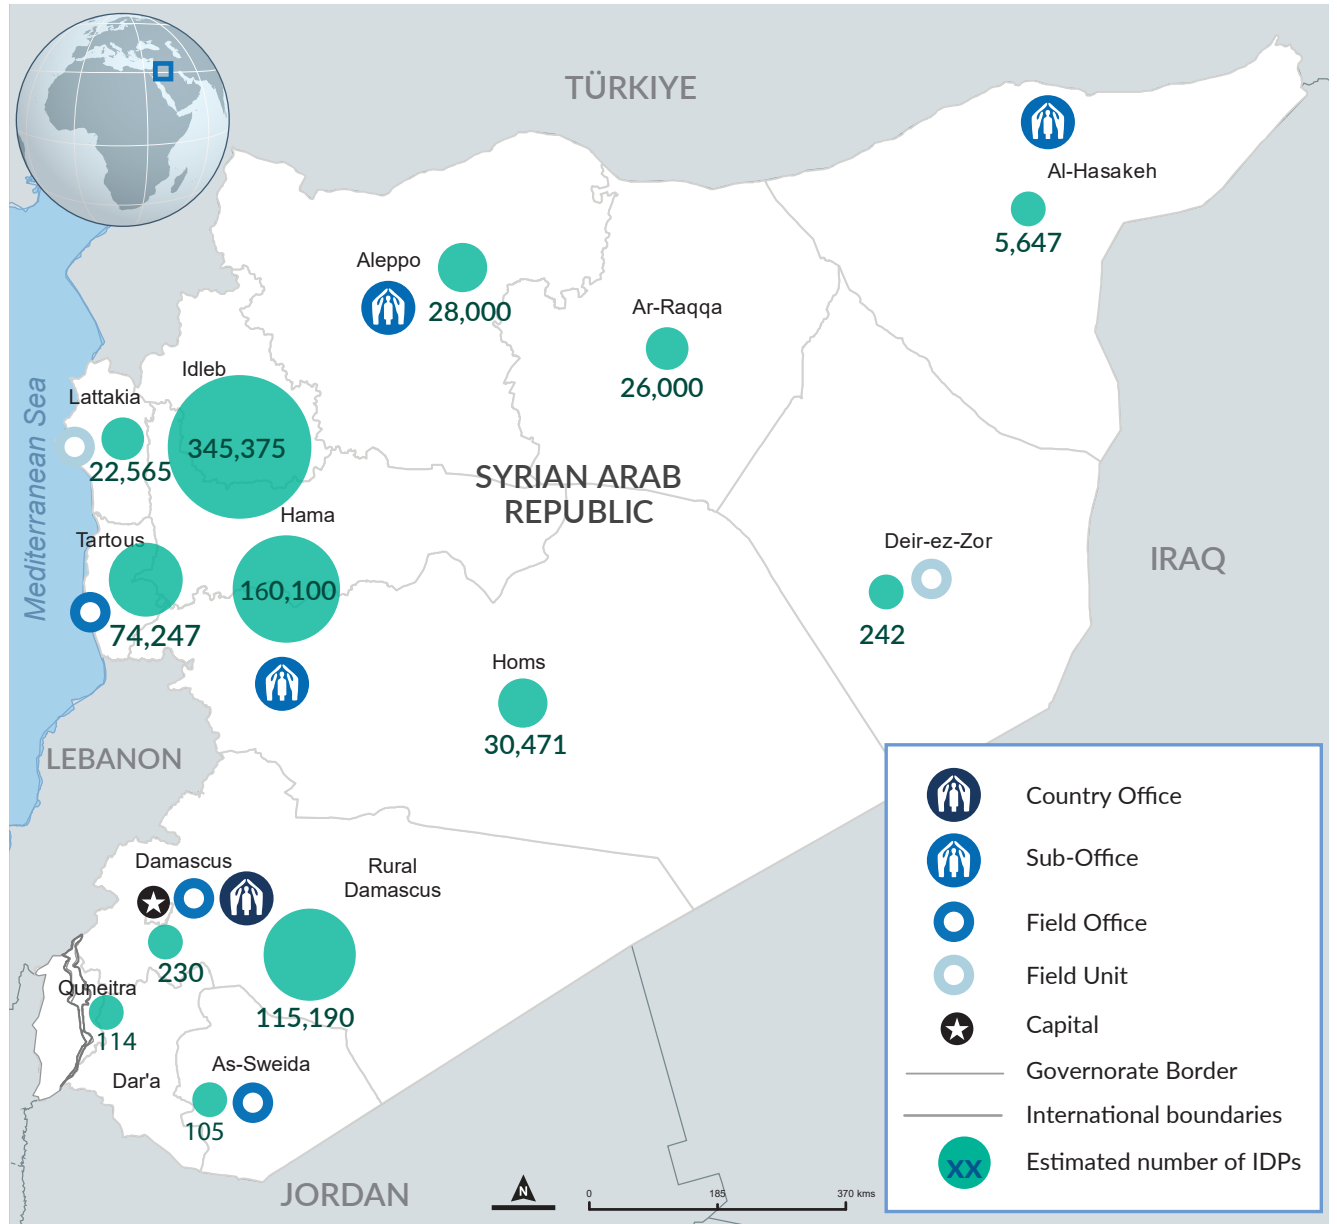 TÜRKIYE
Al-Hasakeh
5,647
Aleppo
28,000
Ar-Raqqa
26,000
Idleb
345,375
Lattakia
22,565
Mediterranean Sea
SYRIAN ARAB
REPUBLIC
Hama
160,100
Tartous
74,247
Deir-ez-Zor
242
IRAQ
Homs
30,471
LEBANON
Damascus
230
Rural
Damascus
115,190
Quneitra
114
Dar'a
As-Sweida
105
JORDAN
N
0 185 370 kms
Country Office
Sub-Office
Field Office
Field Unit
Capital
Governorate Border
International boundaries
XX Estimated number of IDPs